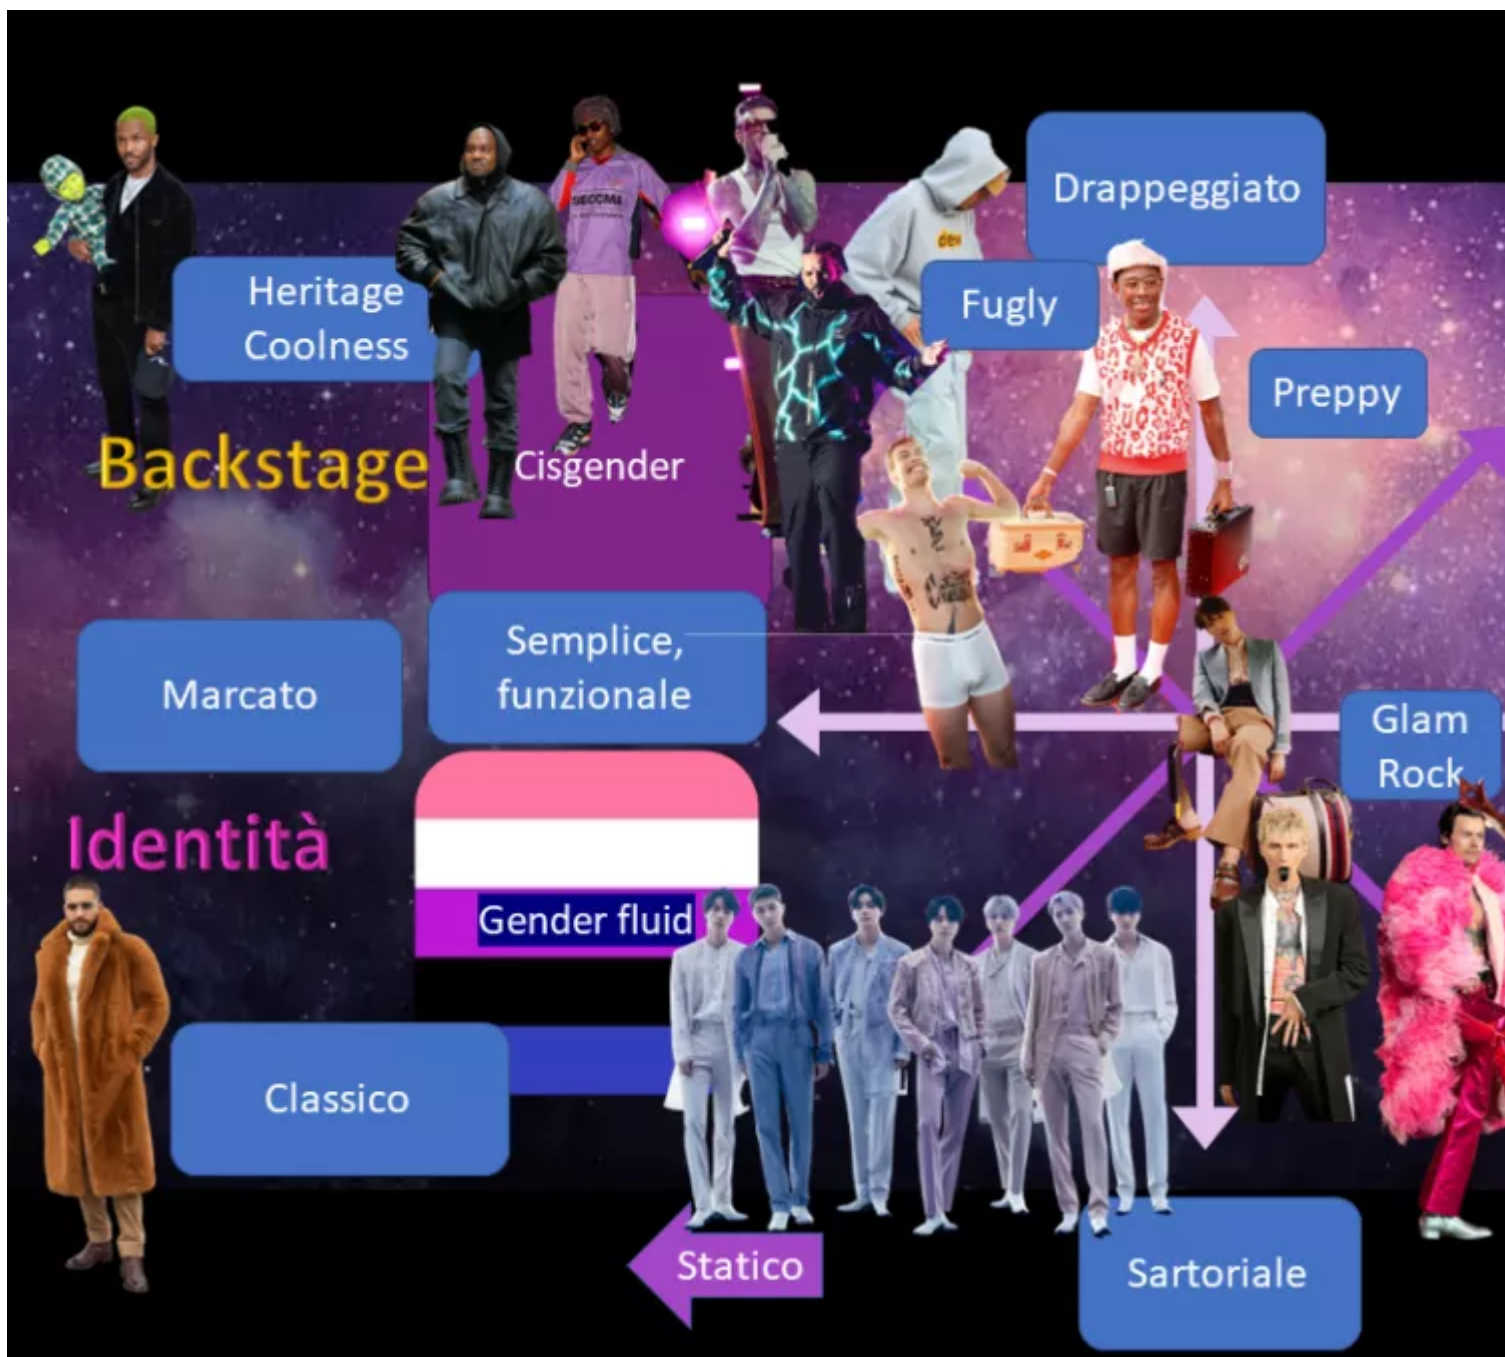 Drappeggiato
Heritage
Coolness
Fugly
Preppy
Backstage
Cisgender
Semplice,
funzionale
Marcato
Glam
Rock
Identità
Gender fluid
Classico
Statico
Sartoriale